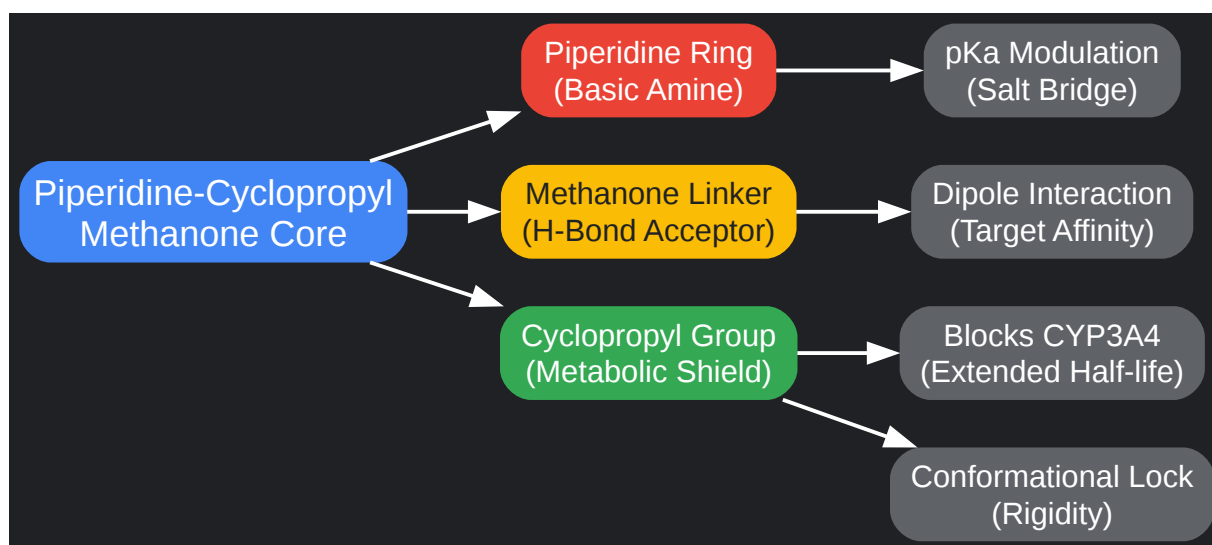 Piperidine-Cyclopropyl
Methanone Core
Piperidine Ring
(Basic Amine)
pKa Modulation
(Salt Bridge)
Methanone Linker
(H-Bond Acceptor)
Dipole Interaction
(Target Affinity)
Cyclopropyl Group
(Metabolic Shield)
Blocks CYP3A4
(Extended Half-life)
Conformational Lock
(Rigidity)